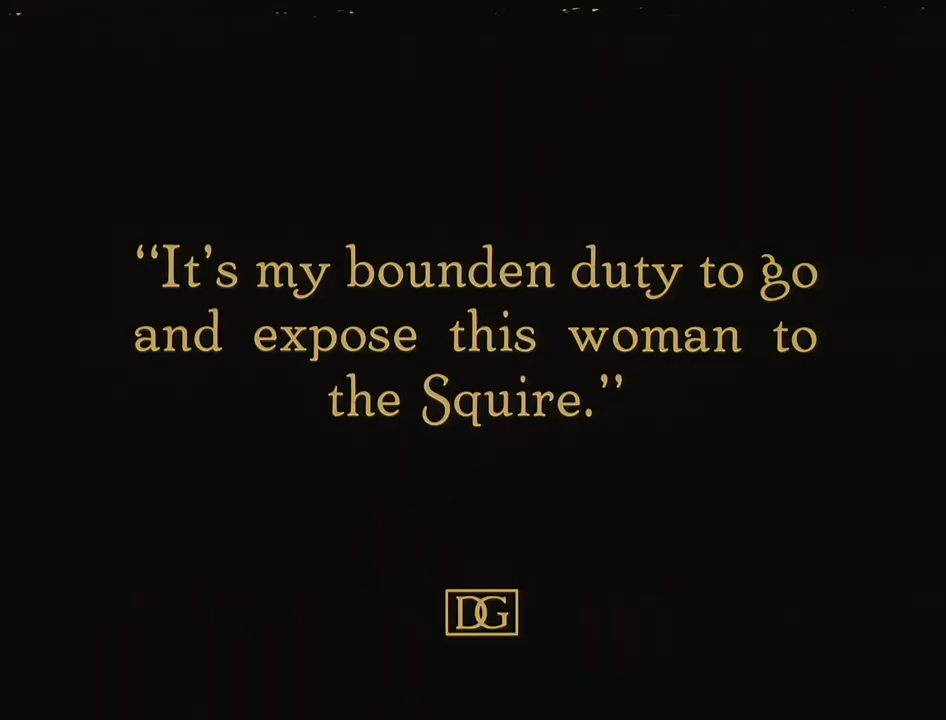 “It’s my bounden duty to go
and expose this woman to
the Squire.”
DG